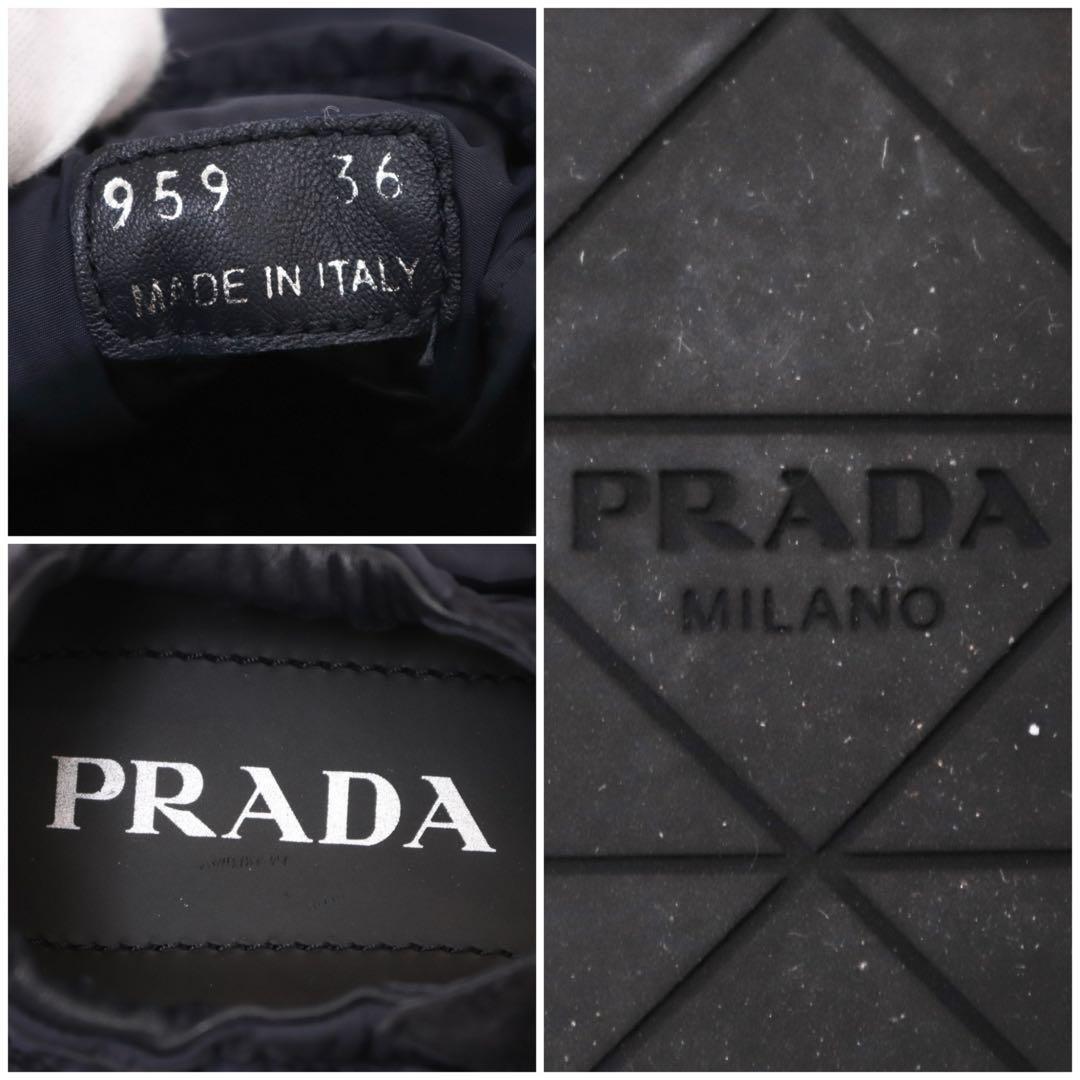 959 36
MADE IN ITALY
PRADA
PRADA
MILANO